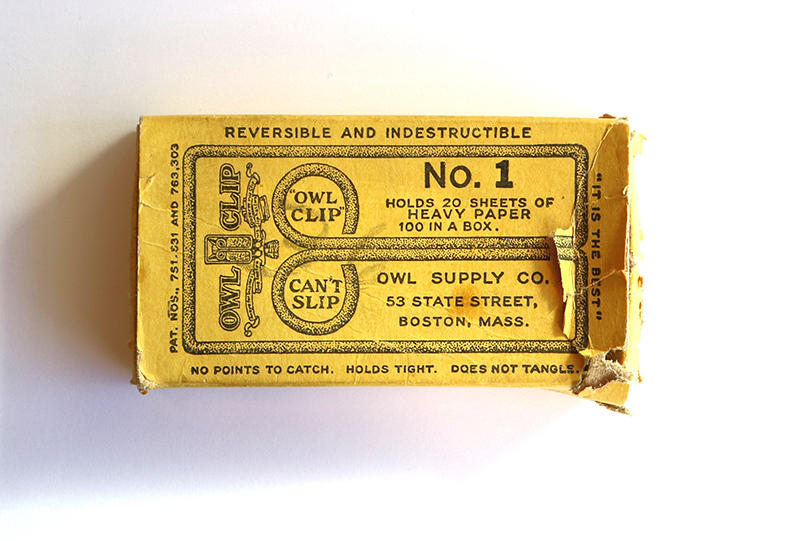 REVERSIBLE AND INDESTRUCTIBLE
PAT. NO'S., 751,831 AND 763,303
OWL CLIP
"OWL
CLIP"
CAN'T
SLIP
No. 1
HOLDS 20 SHEETS OF
HEAVY PAPER
100 IN A BOX.
OWL SUPPLY CO.
53 STATE STREET,
BOSTON, MASS.
"IT IS THE BEST"
NO POINTS TO CATCH. HOLDS TIGHT. DOES NOT TANGLE.